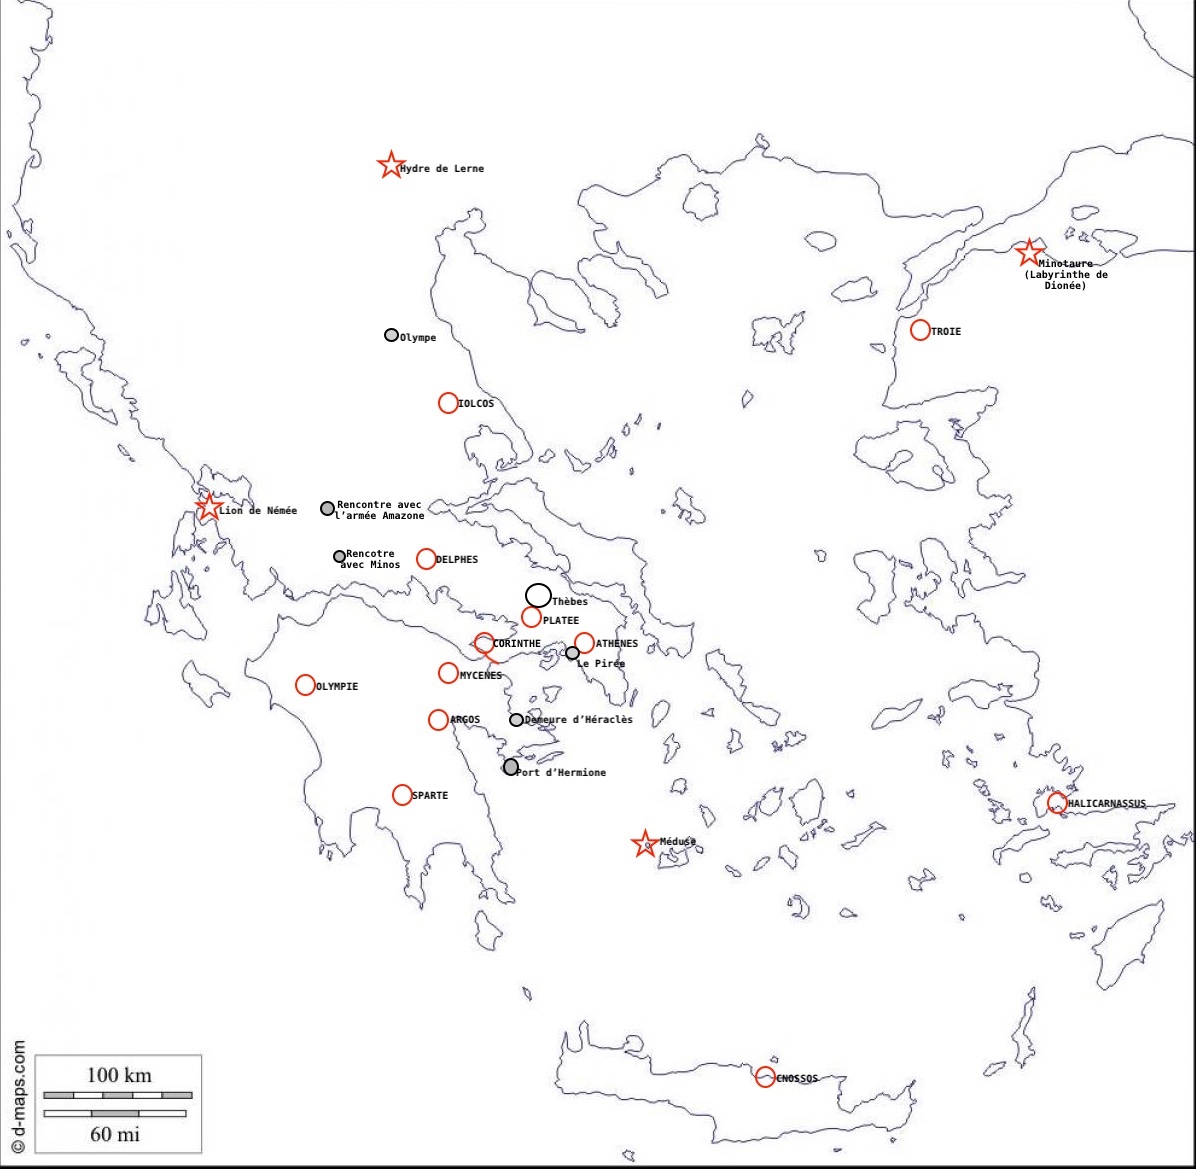 Hydre de Lerne
Minotaure
(Labyrinthe de
Dionée)
TROIE
Olympe
IOLCOS
Rencontre avec
l'armée Amazone
Lion de Némée
Rencotre
avec Minos
DELPHES
Thèbes
PLATEE
CORINTHE
ATHENES
Le Pirée
MYCENES
OLYMPIE
ARGOS
Demeure d'Héraclès
Port d'Hermione
SPARTE
HALICARNASSUS
Méduse
CNOSSOS
© d-maps.com
100 km
60 mi